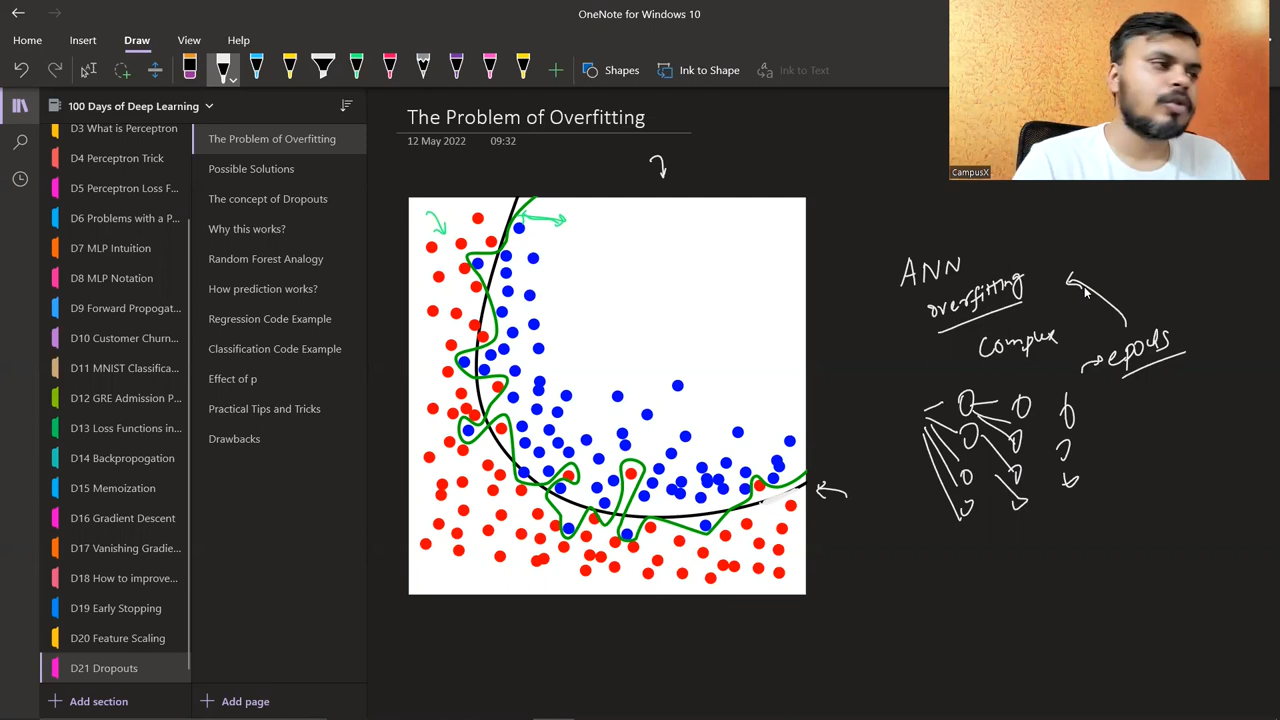 OneNote for Windows 10
Home Insert Draw View Help
Shapes Ink to Shape Ink to Text
100 Days of Deep Learning
D3 What is Perceptron
D4 Perceptron Trick
D5 Perceptron Loss F...
D6 Problems with a P...
D7 MLP Intuition
D8 MLP Notation
D9 Forward Propogat...
D10 Customer Churn...
D11 MNIST Classifica...
D12 GRE Admission P...
D13 Loss Functions in...
D14 Backpropogation
D15 Memoization
D16 Gradient Descent
D17 Vanishing Gradie...
D18 How to improve...
D19 Early Stopping
D20 Feature Scaling
D21 Dropouts
Add section
The Problem of Overfitting
Possible Solutions
The concept of Dropouts
Why this works?
Random Forest Analogy
How prediction works?
Regression Code Example
Classification Code Example
Effect of p
Practical Tips and Tricks
Drawbacks
Add page
The Problem of Overfitting
12 May 2022 09:32
ANN
overfitting
Complex
epochs
CampusX